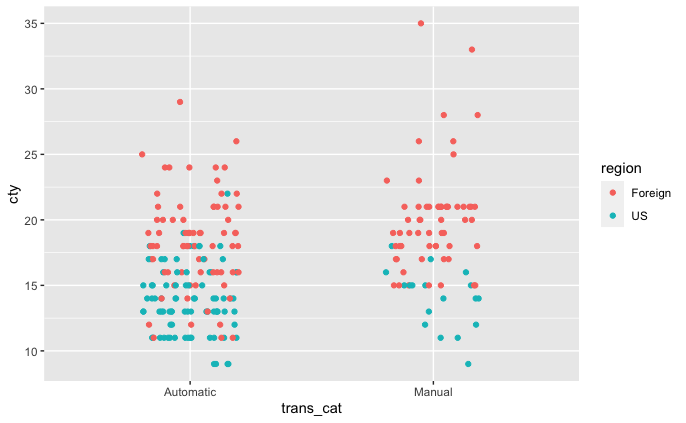 35
30
25
20
15
10
cty
Automatic
Manual
trans_cat
region
Foreign
US